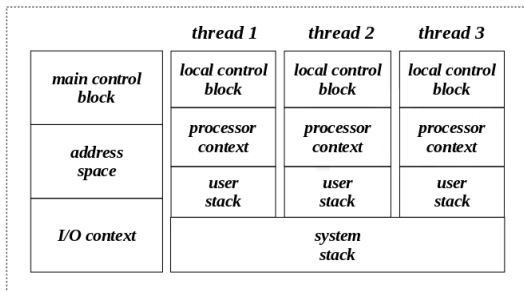 thread 1 thread 2 thread 3
main control
block
address
space
I/O context
local control
block
processor
context
user
stack
local control
block
processor
context
user
stack
local control
block
processor
context
user
stack
system
stack